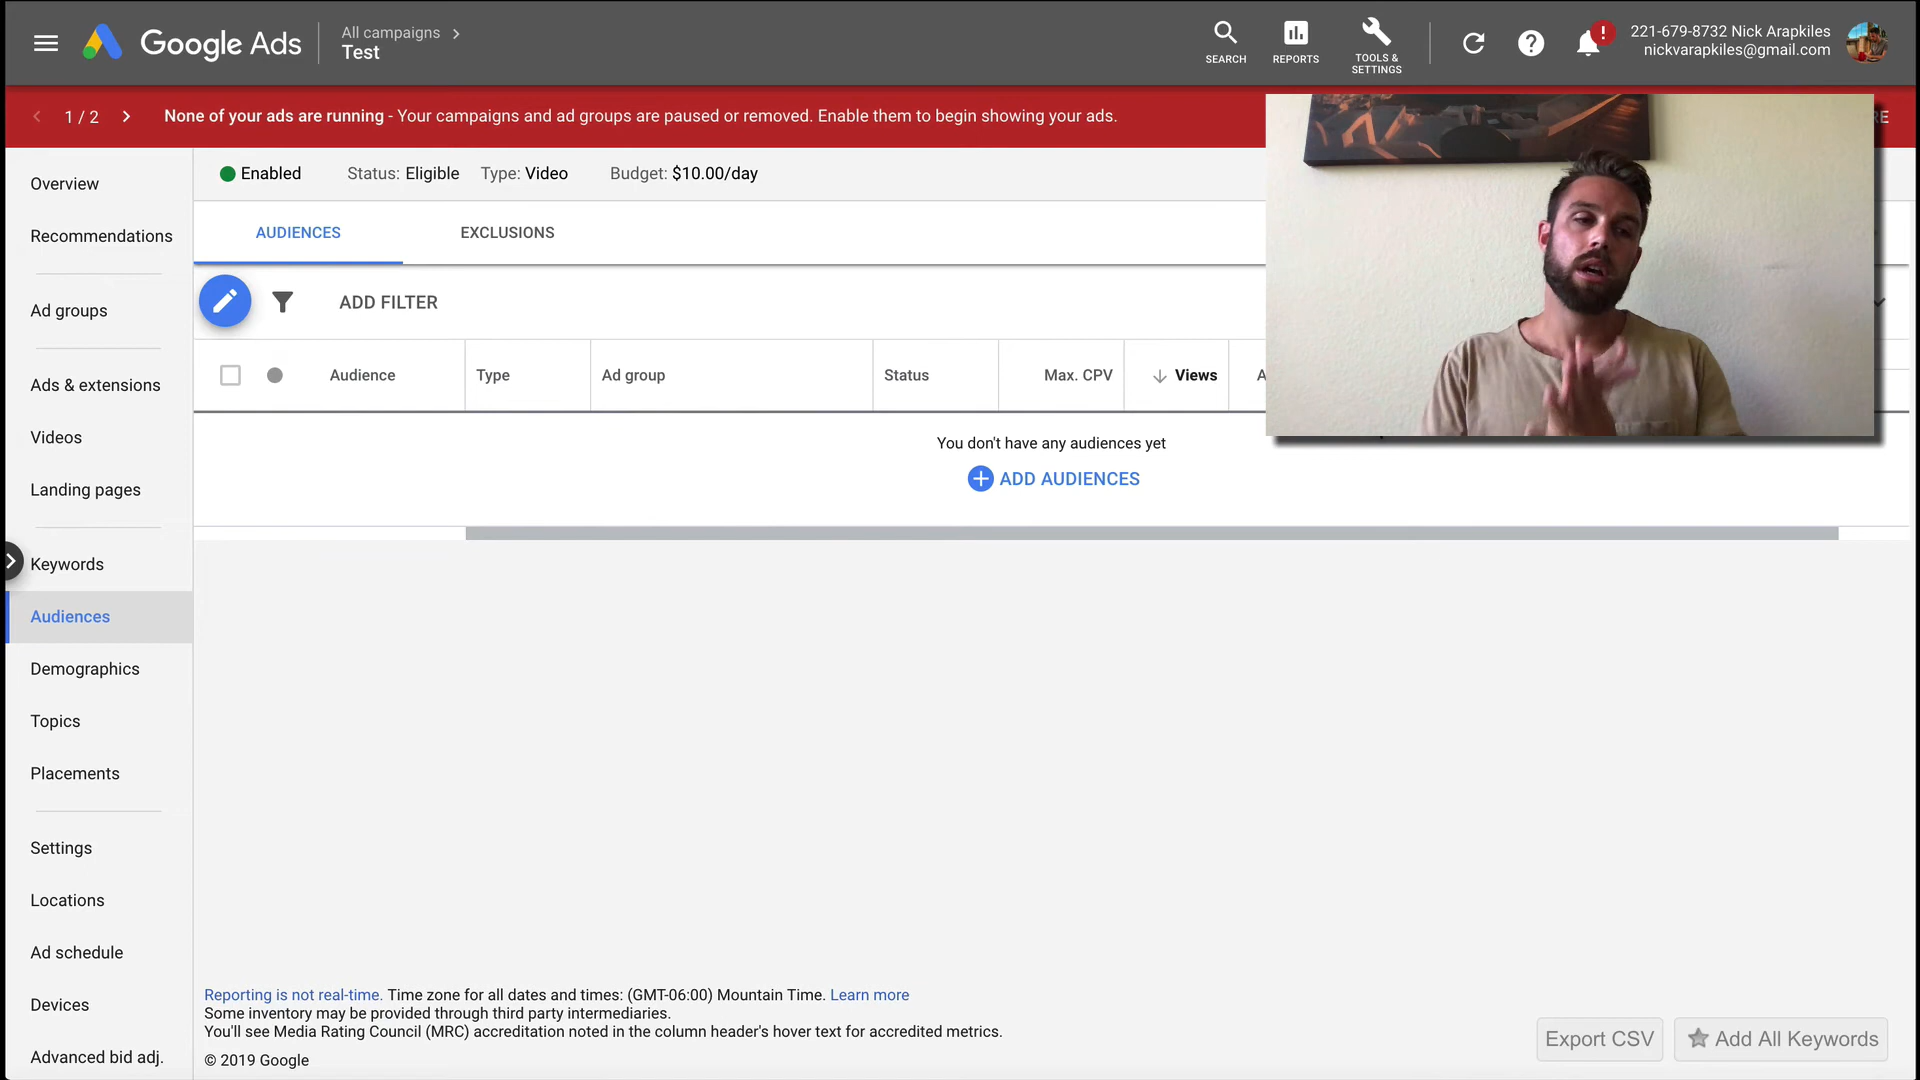 Google Ads
All campaigns
Test
SEARCH
REPORTS
TOOLS &
SETTINGS
221-679-8732 Nick Arapkiles
nickvarapkiles@gmail.com
1 / 2
None of your ads are running - Your campaigns and ad groups are paused or removed. Enable them to begin showing your ads.
RE
Overview
Recommendations
Ad groups
Ads & extensions
Videos
Landing pages
Keywords
Audiences
Demographics
Topics
Placements
Settings
Locations
Ad schedule
Devices
Advanced bid adj.
Enabled Status: Eligible Type: Video Budget: $10.00/day
AUDIENCES EXCLUSIONS
ADD FILTER
Audience Type Ad group Status Max. CPV Views A
You don't have any audiences yet
ADD AUDIENCES
Reporting is not real-time. Time zone for all dates and times: (GMT-06:00) Mountain Time. Learn more
Some inventory may be provided through third party intermediaries.
You'll see Media Rating Council (MRC) accreditation noted in the column header's hover text for accredited metrics.
© 2019 Google
Export CSV Add All Keywords